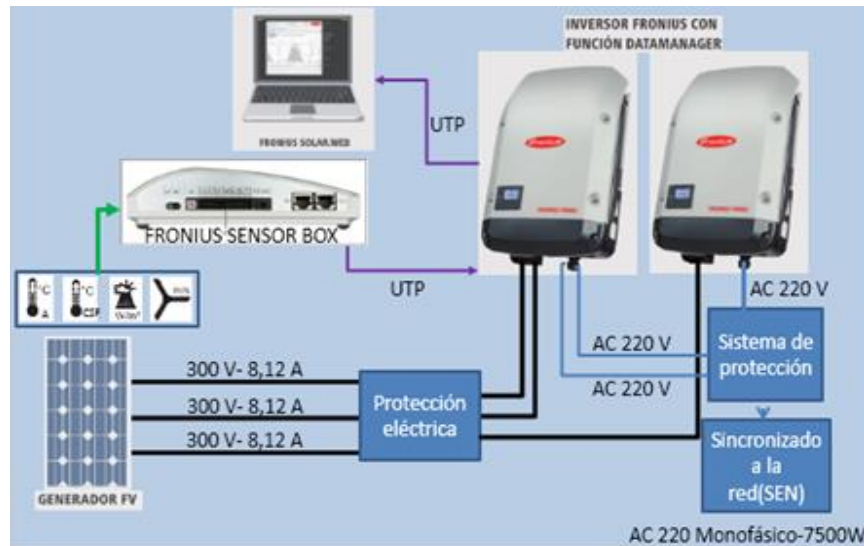 INVERSOR FRONIUS CON
FUNCIÓN DATAMANAGER
UTP
Fronius
Fronius
FRONIUS SOLAR.WEB
FRONIUS SENSOR BOX
UTP
°C
A
°C
m/s
AC 220 V
AC 220 V
AC 220 V
Sistema de
protección
300 V- 8,12 A
300 V- 8,12 A
300 V- 8,12 A
Protección
eléctrica
Sincronizado
a la
red(SEN)
GENERADOR FV
AC 220 Monofásico-7500W